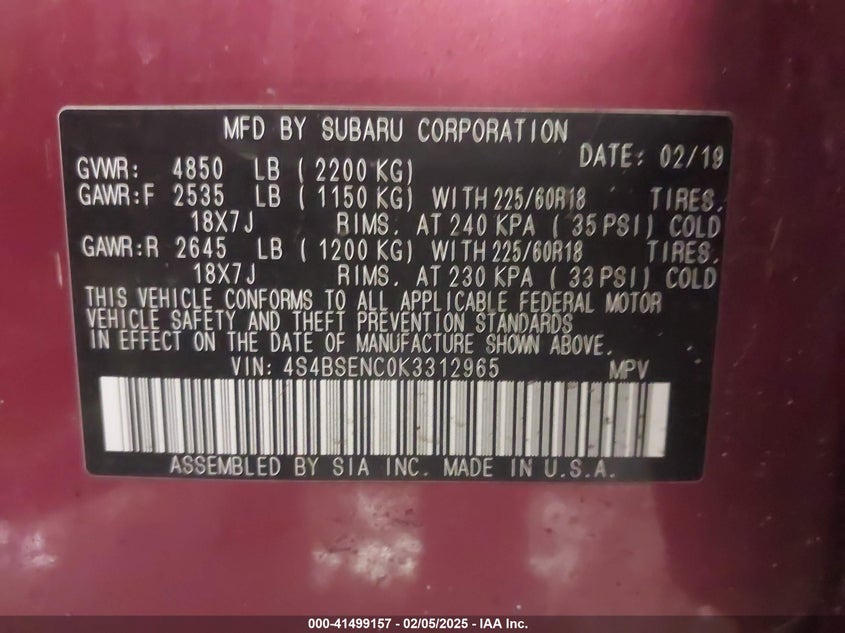 MFD BY SUBARU CORPORATION
DATE: 02/19
GVWR: 4850 LB ( 2200 KG)
GAWR:F 2535 LB ( 1150 KG) WITH 225/60R18 TIRES.
18X7J RIMS. AT 240 KPA ( 35 PSI) COLD
GAWR:R 2645 LB ( 1200 KG) WITH 225/60R18 TIRES.
18X7J RIMS. AT 230 KPA ( 33 PSI) COLD
THIS VEHICLE CONFORMS TO ALL APPLICABLE FEDERAL MOTOR
VEHICLE SAFETY AND THEFT PREVENTION STANDARDS
IN EFFECT ON THE DATE OF MANUFACTURE SHOWN ABOVE.
VIN: 4S4BSENC0K3312965 MPV
ASSEMBLED BY SIA INC. MADE IN U.S.A.
000-41499157 - 02/05/2025 - IAA Inc.